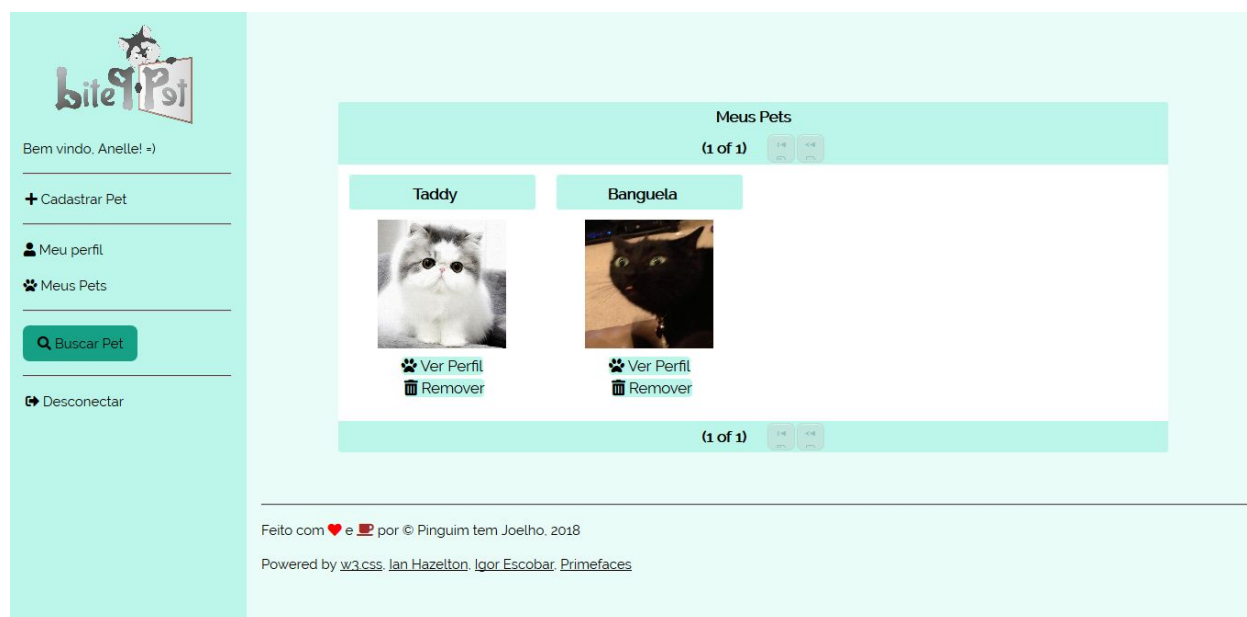 bite Pet
Bem vindo, Anelle! =)
Cadastrar Pet
Meu perfil
Meus Pets
Buscar Pet
Desconectar
Meus Pets
(1 of 1)
Taddy Banguela
Ver Perfil Ver Perfil
Remover Remover
(1 of 1)
Feito com e por © Pinguim tem Joelho, 2018
Powered by w3.css, Ian Hazelton, Igor Escobar, Primefaces